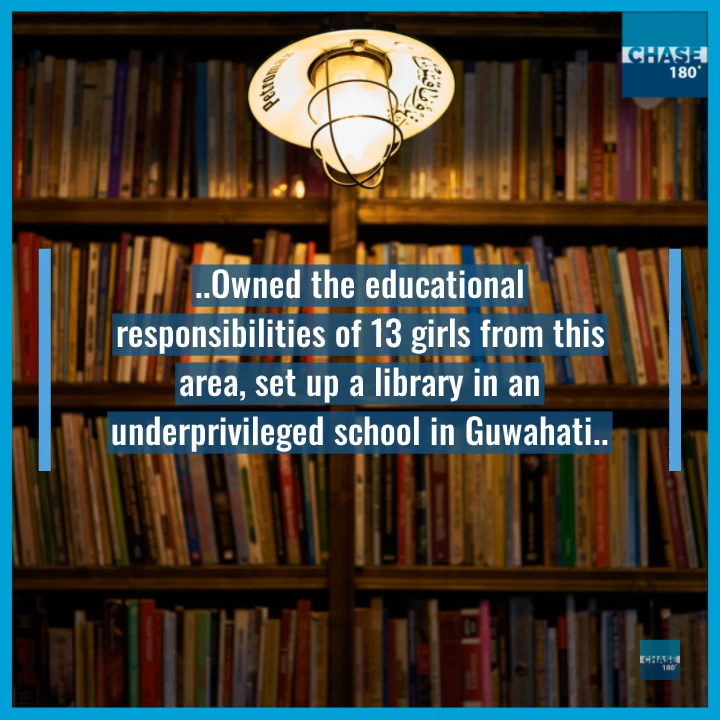 Petromax
CHASE
180°
..Owned the educational
responsibilities of 13 girls from this
area, set up a library in an
underprivileged school in Guwahati..
CHASE
180°